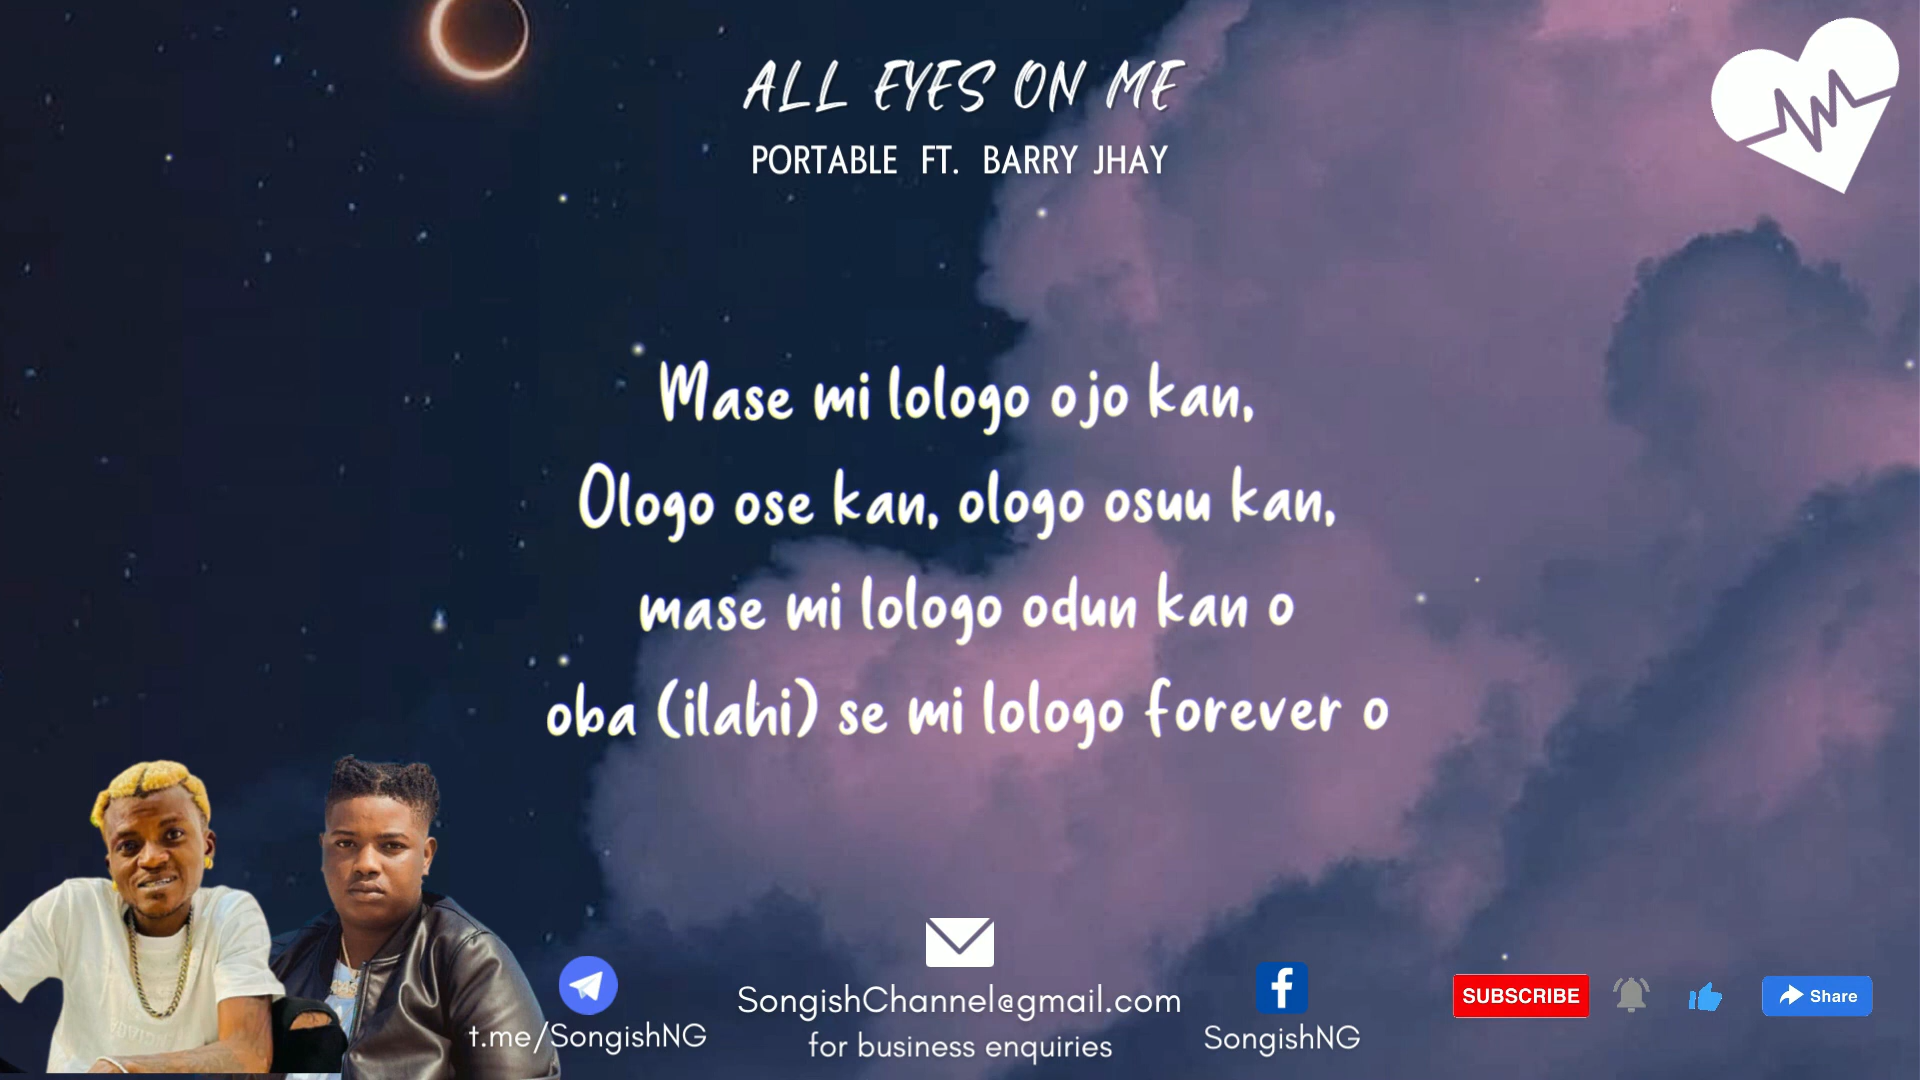 ALL EYES ON ME
PORTABLE FT. BARRY JHAY
Mase mi lologo ojo kan,
Ologo ose kan, ologo osuu kan,
mase mi lologo odun kan o
oba (ilahi) se mi lologo forever o
t.me/SongishNG
SongishChannel@gmail.com
for business enquiries
SongishNG
SUBSCRIBE
Share